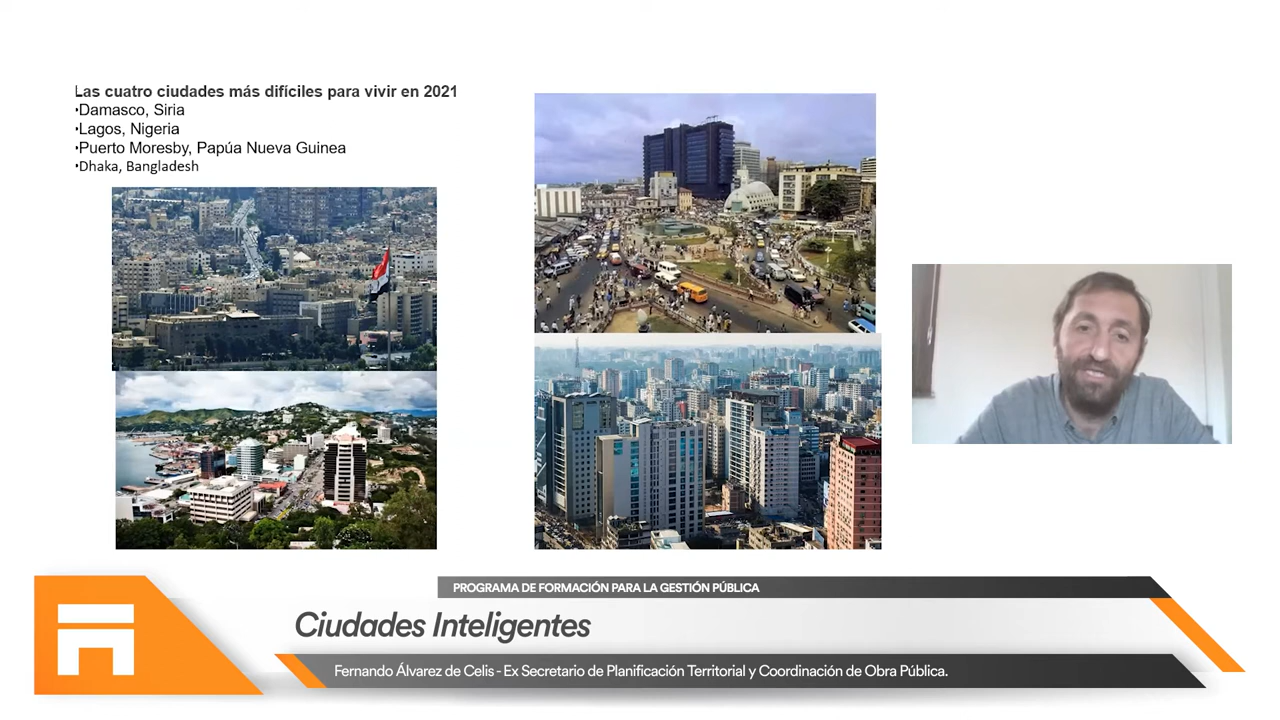 Las cuatro ciudades más difíciles para vivir en 2021
•Damasco, Siria
•Lagos, Nigeria
•Puerto Moresby, Papúa Nueva Guinea
•Dhaka, Bangladesh
PROGRAMA DE FORMACIÓN PARA LA GESTIÓN PÚBLICA
Ciudades Inteligentes
Fernando Álvarez de Celis - Ex Secretario de Planificación Territorial y Coordinación de Obra Pública.